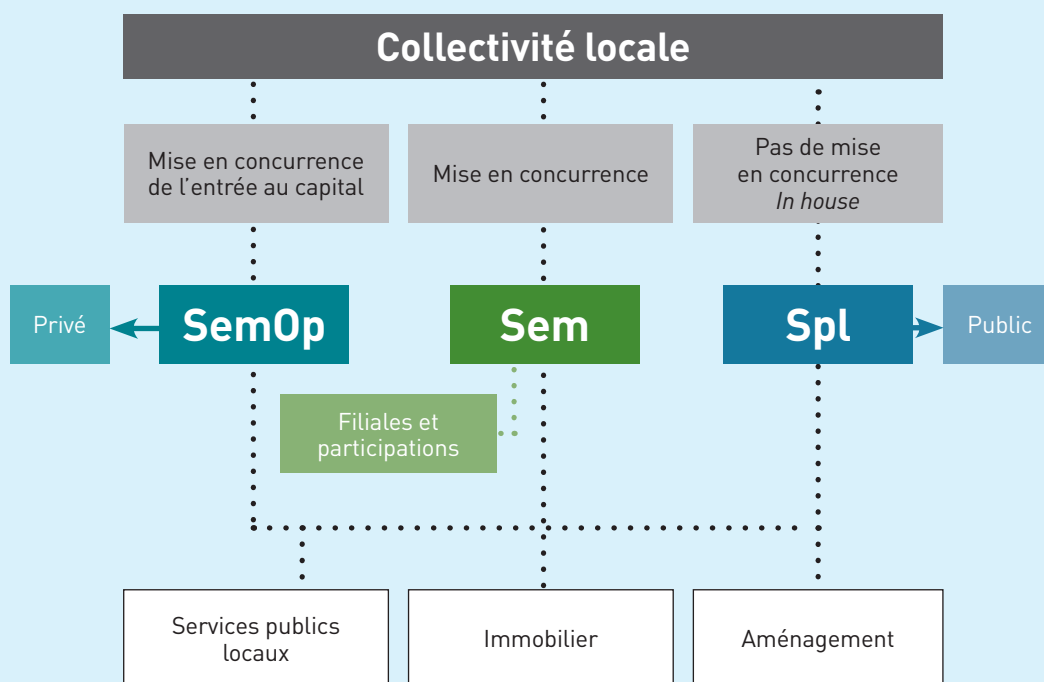 Collectivité locale
Mise en concurrence
de l’entrée au capital
Mise en concurrence
Pas de mise
en concurrence
In house
Privé
SemOp
Sem
Spl
Public
Filiales et
participations
Services publics
locaux
Immobilier
Aménagement